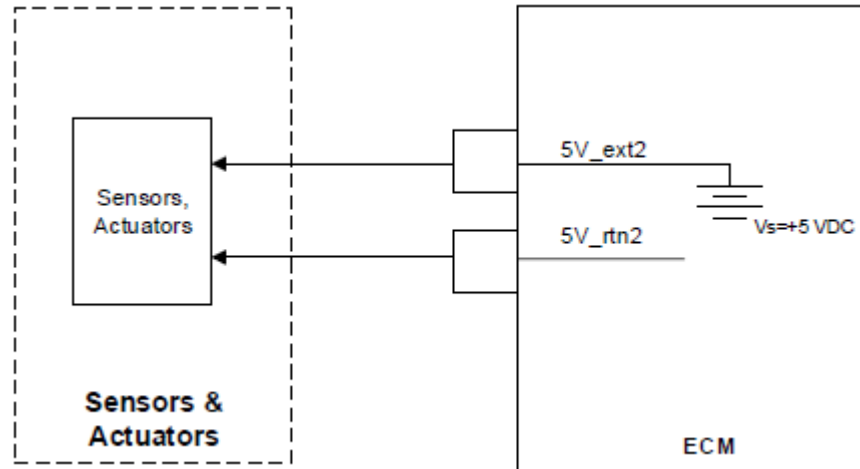 5V_ext2
Sensors,
Actuators
Vs=+5 VDC
5V_rtn2
Sensors &
Actuators
ECM